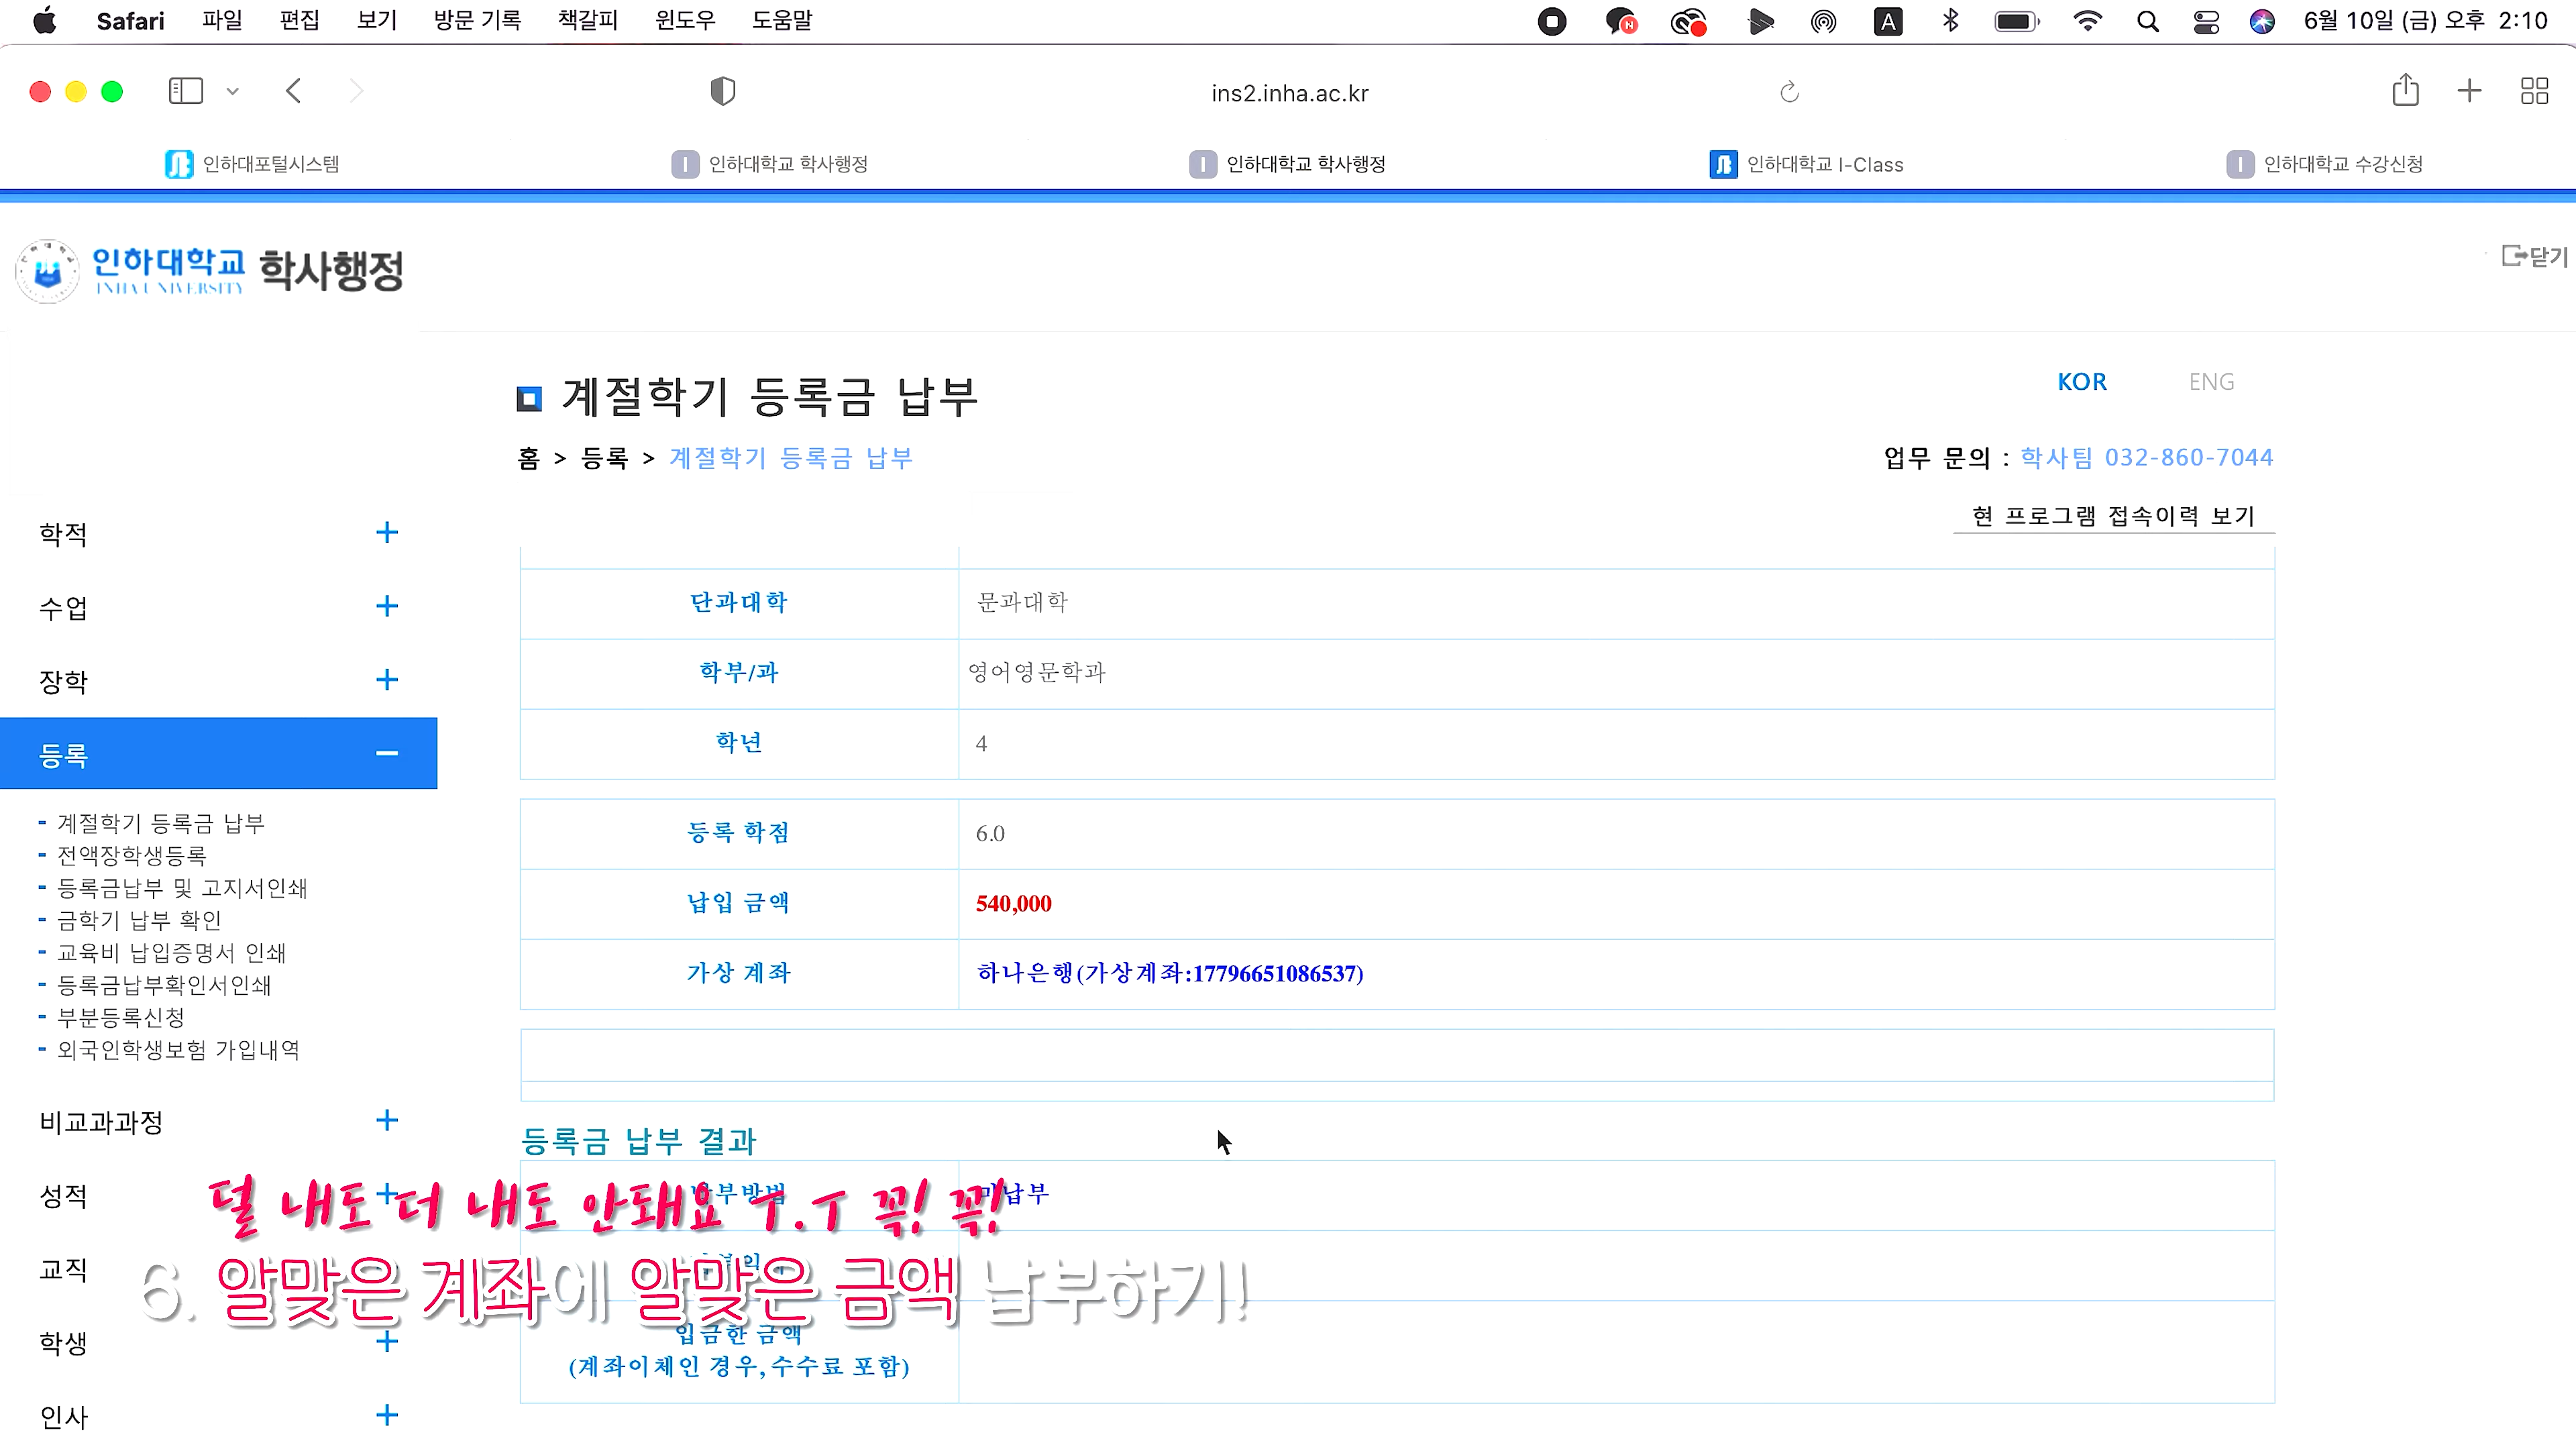 Safari 파일 편집 보기 방문 기록 책갈피 윈도우 도움말 6월 10일 (금) 오후 2:10
ins2.inha.ac.kr
인하대포털시스템 인하대학교 학사행정 인하대학교 학사행정 인하대학교 I-Class 인하대학교 수강신청
인하대학교 학사행정
INHA UNIVERSITY
닫기
계절학기 등록금 납부
KOR ENG
홈 > 등록 > 계절학기 등록금 납부
업무 문의 : 학사팀 032-860-7044
현 프로그램 접속이력 보기
학적
수업
장학
등록
- 계절학기 등록금 납부
- 전액장학생등록
- 등록금납부 및 고지서인쇄
- 금학기 납부 확인
- 교육비 납입증명서 인쇄
- 등록금납부확인서인쇄
- 부분등록신청
- 외국인학생보험 가입내역
비교과과정
성적
교직
학생
인사
단과대학 문과대학
학부/과 영어영문학과
학년 4
등록 학점 6.0
납입 금액 540,000
가상 계좌 하나은행(가상계좌:17796651086537)
등록금 납부 결과
납부방법 미납부
입금한 금액
(계좌이체인 경우,수수료 포함)
덜 내도 더 내도 안돼요 ㅜ.ㅜ 꼭! 꼭!
6. 알맞은 계좌에 알맞은 금액 납부하기!